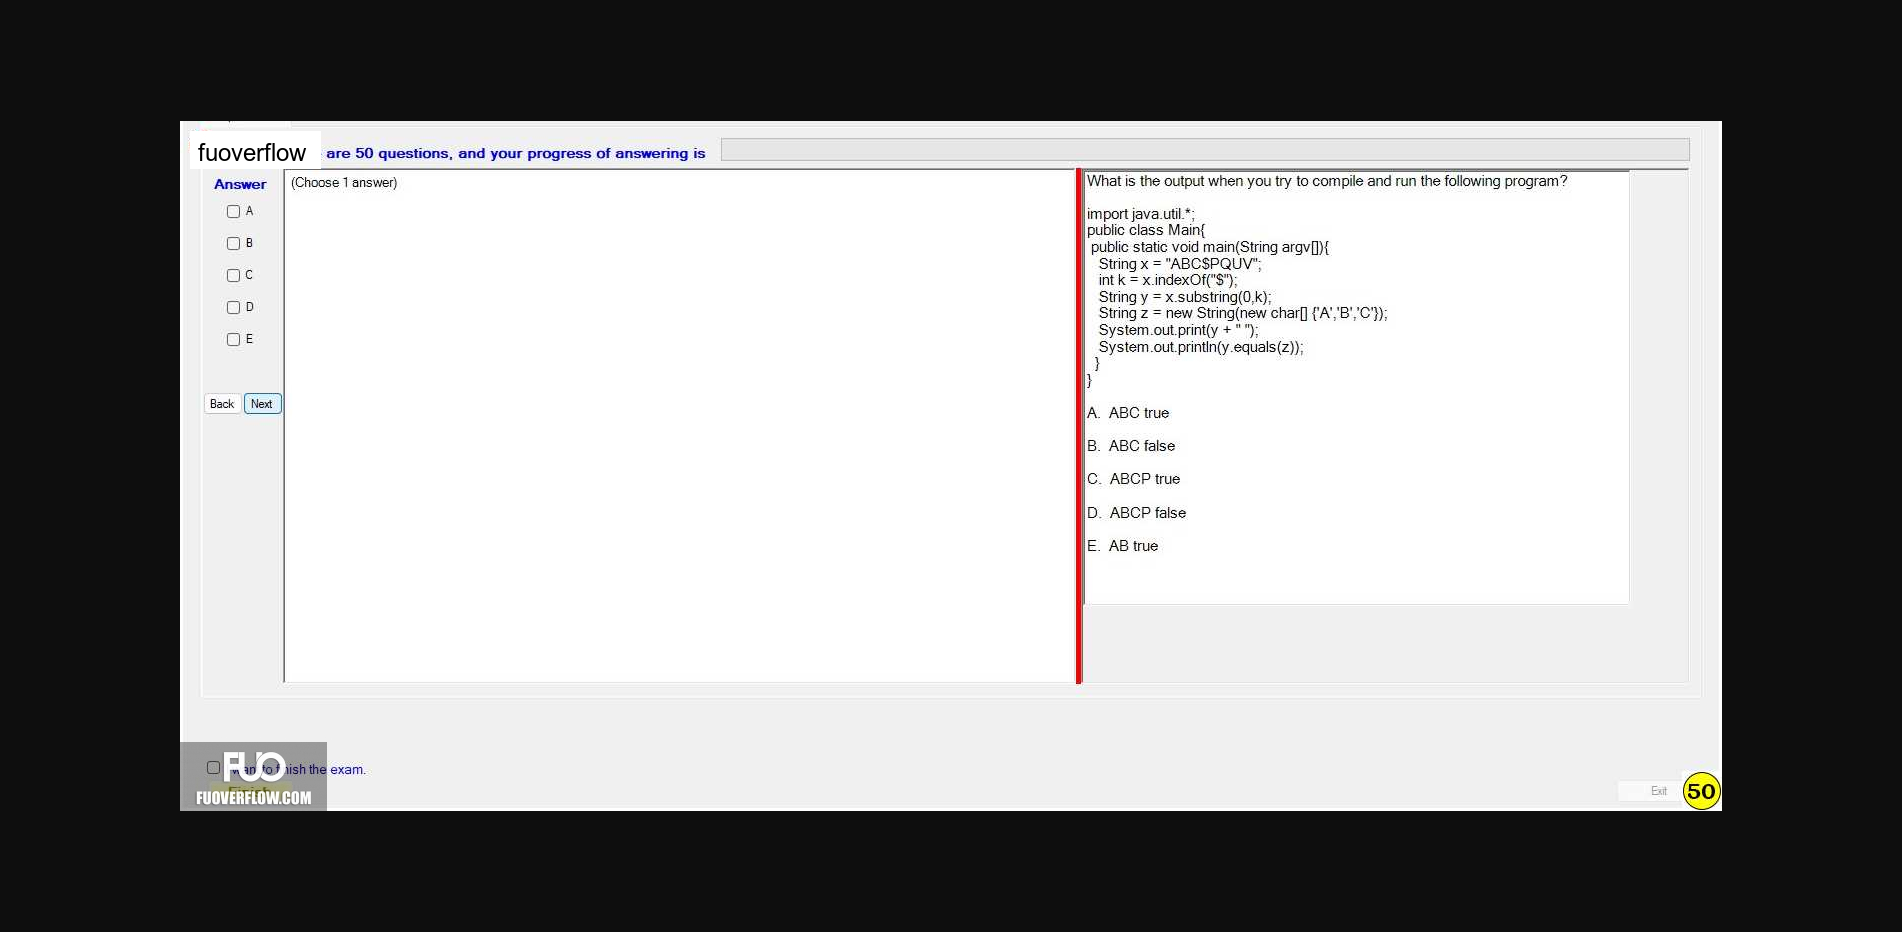 fuoverflow are 50 questions, and your progress of answering is
Answer
(Choose 1 answer)
A
B
C
D
E
Back Next
What is the output when you try to compile and run the following program?
import java.util.*;
public class Main{
public static void main(String argv[]){
String x = "ABC$PQUV";
int k = x.indexOf("$");
String y = x.substring(0,k);
String z = new String(new char[] {'A','B','C'});
System.out.print(y + " ");
System.out.println(y.equals(z));
}
}
A. ABC true
B. ABC false
C. ABCP true
D. ABCP false
E. AB true
FUO
want to finish the exam.
Finish
FUOVERFLOW.COM
Exit
50